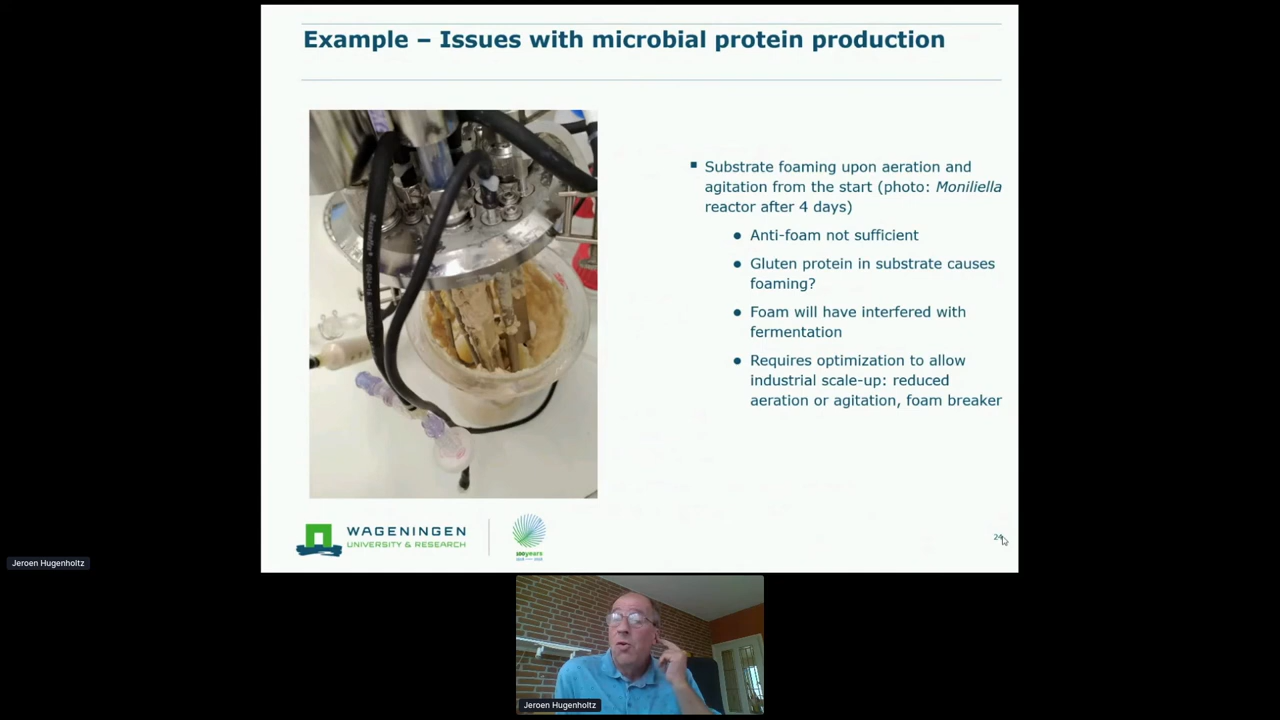 Example – Issues with microbial protein production
Substrate foaming upon aeration and
agitation from the start (photo: Moniliella
reactor after 4 days)
Anti-foam not sufficient
Gluten protein in substrate causes
foaming?
Foam will have interfered with
fermentation
Requires optimization to allow
industrial scale-up: reduced
aeration or agitation, foam breaker
WAGENINGEN
UNIVERSITY & RESEARCH
100years
24
Jeroen Hugenholtz
Jeroen Hugenholtz